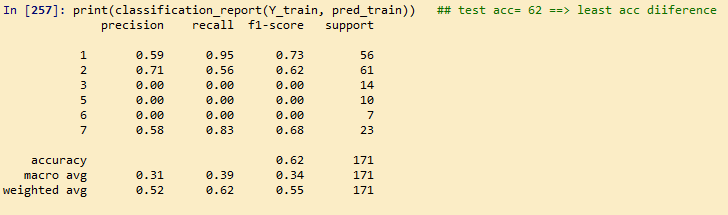 In [257]: print(classification_report(Y_train, pred_train))   ## test acc= 62 ==> least acc diifference
              precision    recall  f1-score   support

           1       0.59      0.95      0.73        56
           2       0.71      0.56      0.62        61
           3       0.00      0.00      0.00        14
           5       0.00      0.00      0.00        10
           6       0.00      0.00      0.00         7
           7       0.58      0.83      0.68        23

    accuracy                           0.62       171
   macro avg       0.31      0.39      0.34       171
weighted avg       0.52      0.62      0.55       171